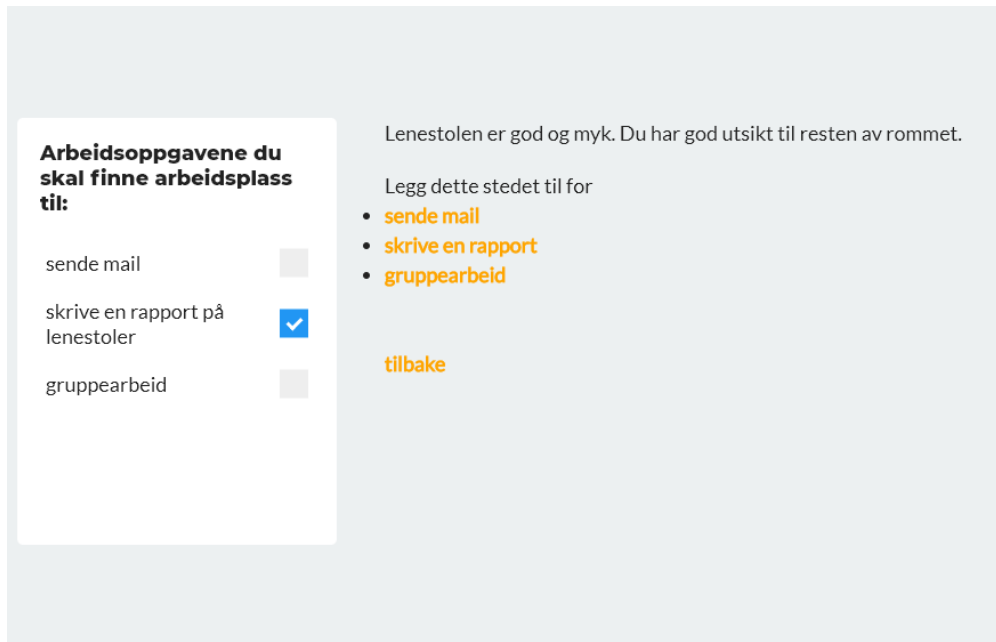 Arbeidsoppgavene du
skal finne arbeidsplass
til:
sende mail
skrive en rapport på
lenestoler
gruppearbeid
Lenestolen er god og myk. Du har god utsikt til resten av rommet.
Legg dette stedet til for
sende mail
skrive en rapport
gruppearbeid
tilbake